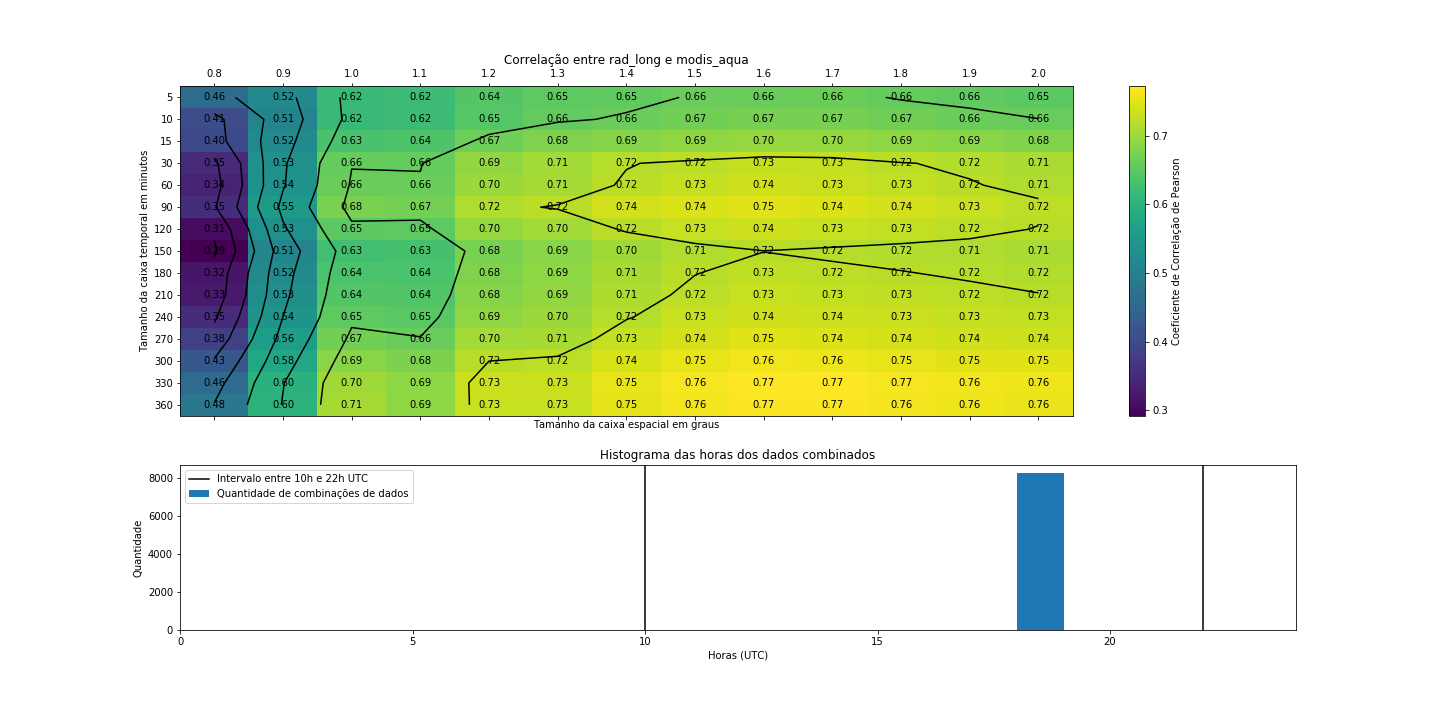 Correlação entre rad_long e modis_aqua
0.8 0.9 1.0 1.1 1.2 1.3 1.4 1.5 1.6 1.7 1.8 1.9 2.0
Tamanho da caixa temporal em minutos
5 0.46 0.52 0.62 0.62 0.64 0.65 0.65 0.66 0.66 0.66 0.66 0.66 0.65
10 0.41 0.51 0.62 0.62 0.65 0.66 0.66 0.67 0.67 0.67 0.67 0.66 0.66
15 0.40 0.52 0.63 0.64 0.67 0.68 0.69 0.69 0.70 0.70 0.69 0.69 0.68
30 0.35 0.53 0.66 0.66 0.69 0.71 0.72 0.72 0.73 0.73 0.72 0.72 0.71
60 0.34 0.54 0.66 0.66 0.70 0.71 0.72 0.73 0.74 0.73 0.73 0.72 0.71
90 0.35 0.55 0.68 0.67 0.72 0.72 0.74 0.74 0.75 0.74 0.74 0.73 0.72
120 0.31 0.53 0.65 0.65 0.70 0.70 0.72 0.73 0.74 0.73 0.73 0.73 0.72
150 0.29 0.51 0.63 0.63 0.68 0.69 0.70 0.71 0.72 0.72 0.72 0.71 0.71
180 0.32 0.52 0.64 0.64 0.68 0.69 0.71 0.72 0.73 0.72 0.72 0.72 0.72
210 0.33 0.53 0.64 0.64 0.68 0.69 0.71 0.72 0.73 0.73 0.73 0.72 0.72
240 0.35 0.54 0.65 0.65 0.69 0.70 0.72 0.73 0.74 0.74 0.73 0.73 0.73
270 0.38 0.56 0.67 0.66 0.71 0.71 0.73 0.74 0.75 0.74 0.74 0.74 0.74
300 0.43 0.58 0.69 0.68 0.72 0.72 0.74 0.75 0.76 0.76 0.75 0.75 0.75
330 0.46 0.60 0.70 0.69 0.73 0.73 0.75 0.76 0.77 0.77 0.77 0.76 0.76
360 0.48 0.60 0.71 0.69 0.73 0.73 0.75 0.76 0.77 0.77 0.76 0.76 0.76
Tamanho da caixa espacial em graus
0.7
0.6
0.5
0.4
0.3
Coeficiente de Correlação de Pearson
Histograma das horas dos dados combinados
Intervalo entre 10h e 22h UTC
Quantidade de combinações de dados
Quantidade
8000
6000
4000
2000
0
0 5 10 15 20
Horas (UTC)